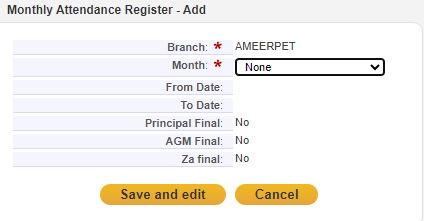 Monthly Attendance Register - Add
Branch: * AMEERPET
Month: * None
From Date:
To Date:
Principal Final: No
AGM Final: No
Za final: No
Save and edit Cancel